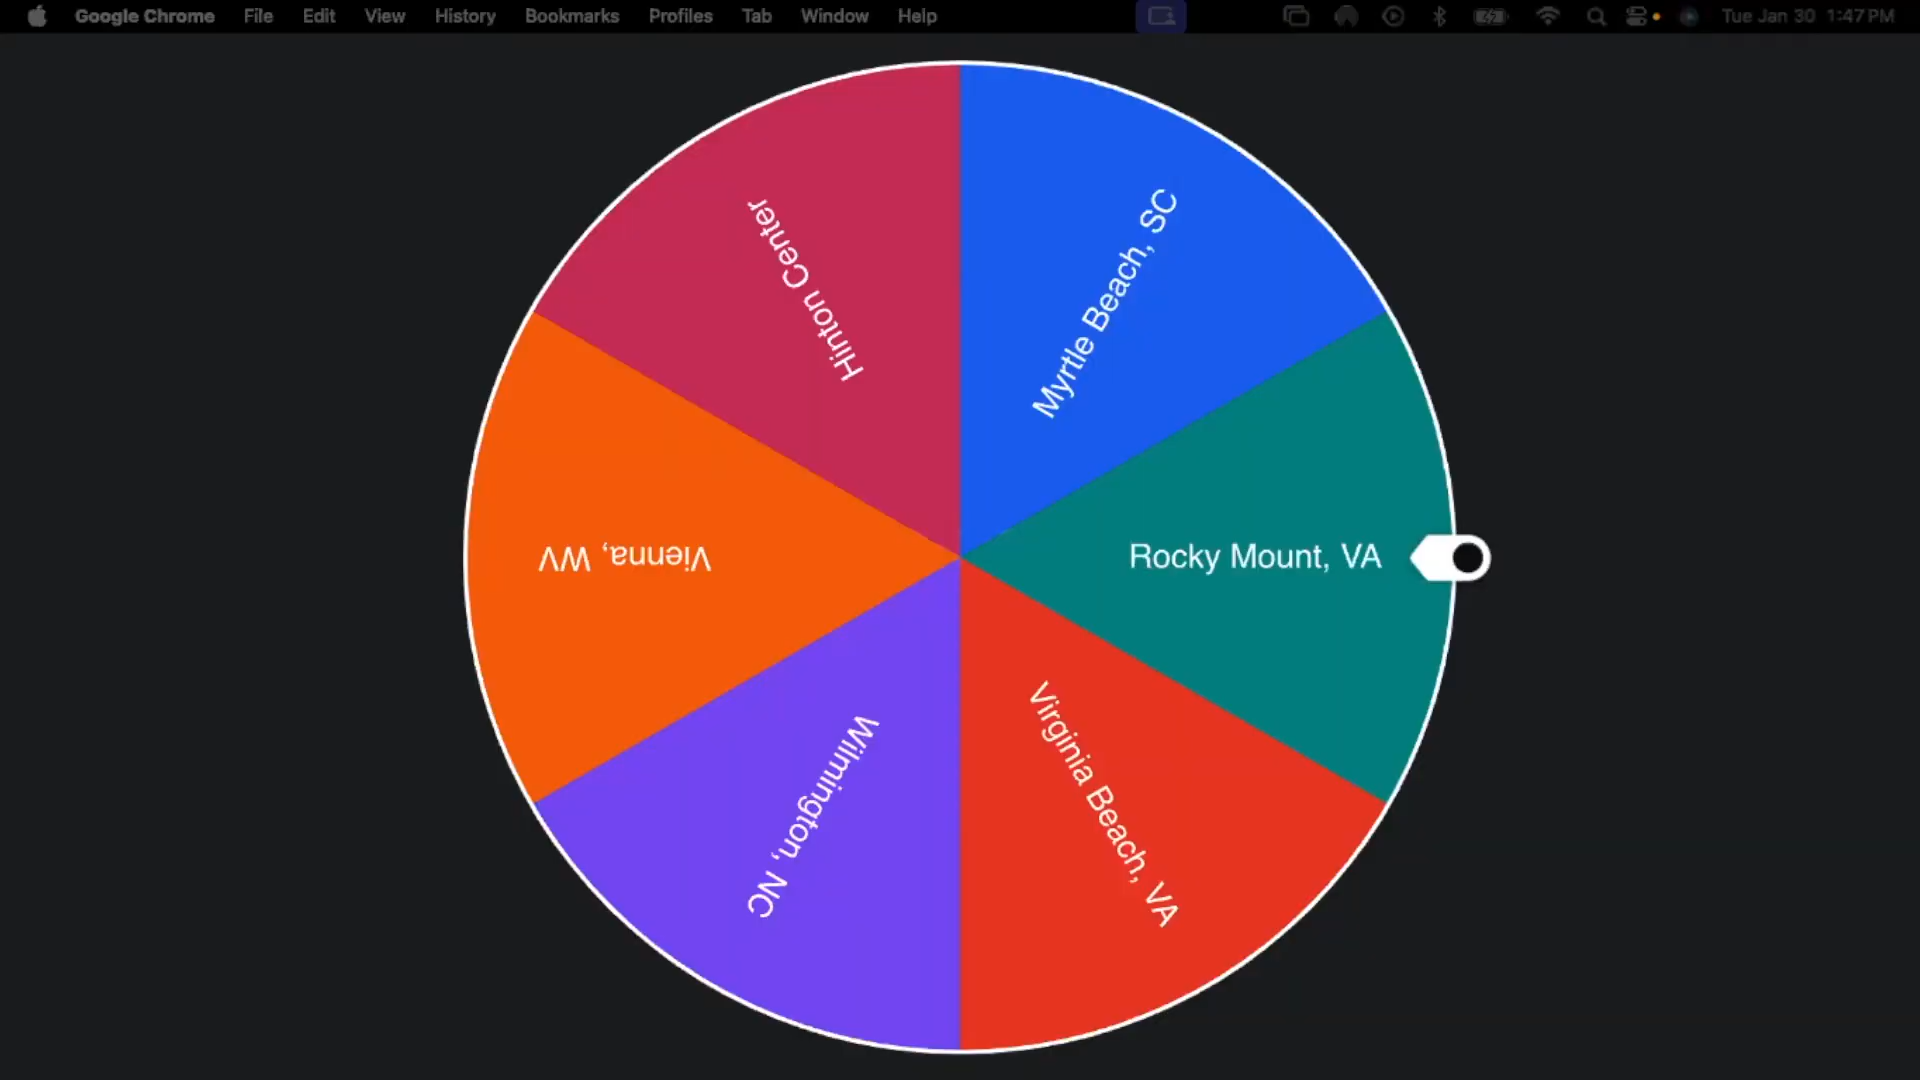 Google Chrome File Edit View History Bookmarks Profiles Tab Window Help Tue Jan 30 1:47 PM
Hinton Center
Myrtle Beach, SC
Vienna, WV
Rocky Mount, VA
Wilmington, NC
Virginia Beach, VA